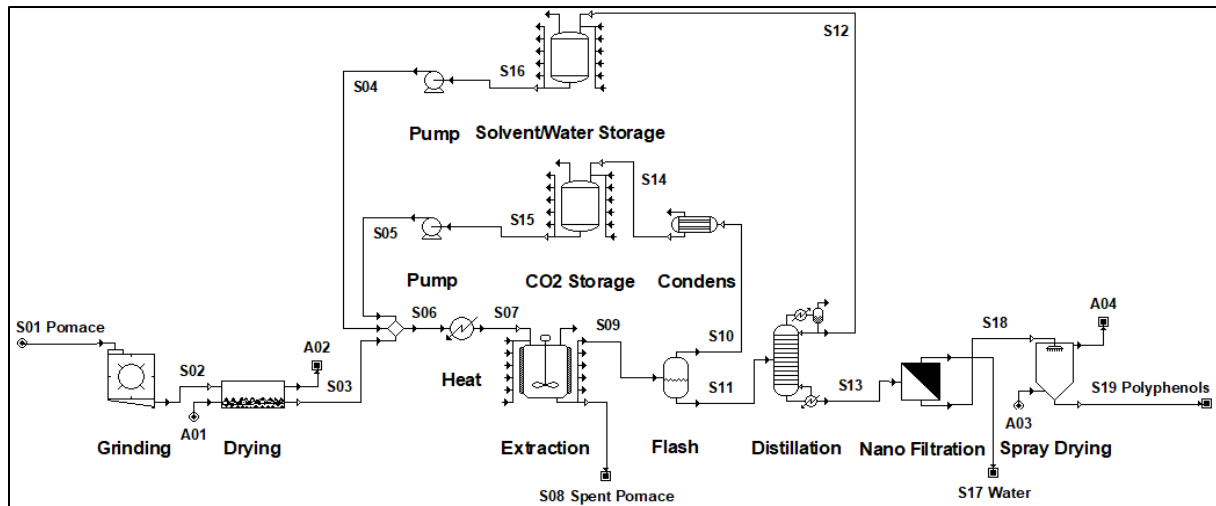 S12
S16
S04
Pump
Solvent/Water Storage
S14
S15
S05
Pump
CO2 Storage
Condens
S01 Pomace
S06
S07
S09
S10
S18
A04
A02
S02
S03
Heat
S11
S13
S19 Polyphenols
A01
A03
Grinding
Drying
Extraction
Flash
Distillation
Nano Filtration
Spray Drying
S08 Spent Pomace
S17 Water